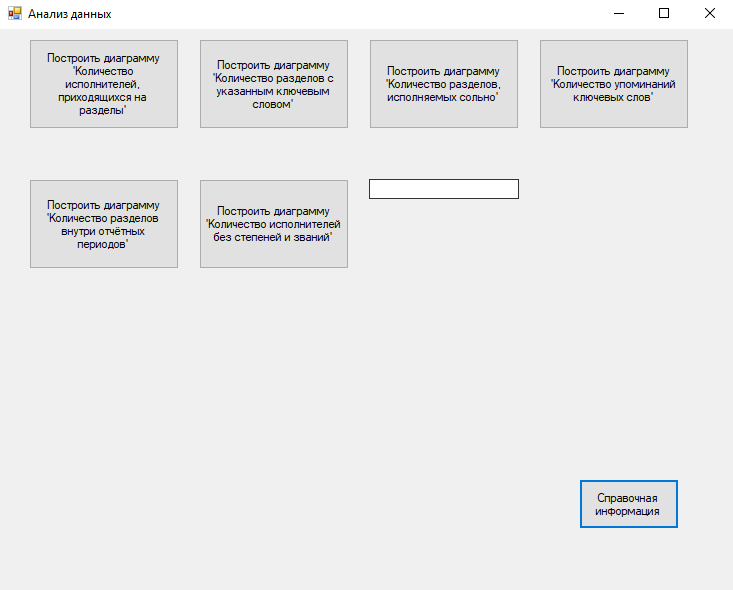 Анализ данных
Построить диаграмму
'Количество
исполнителей,
приходящихся на
разделы'
Построить диаграмму
'Количество разделов с
указанным ключевым
словом'
Построить диаграмму
'Количество разделов,
исполняемых сольно'
Построить диаграмму
'Количество упоминаний
ключевых слов'
Построить диаграмму
'Количество разделов
внутри отчётных
периодов'
Построить диаграмму
'Количество исполнителей
без степеней и званий'
Справочная
информация